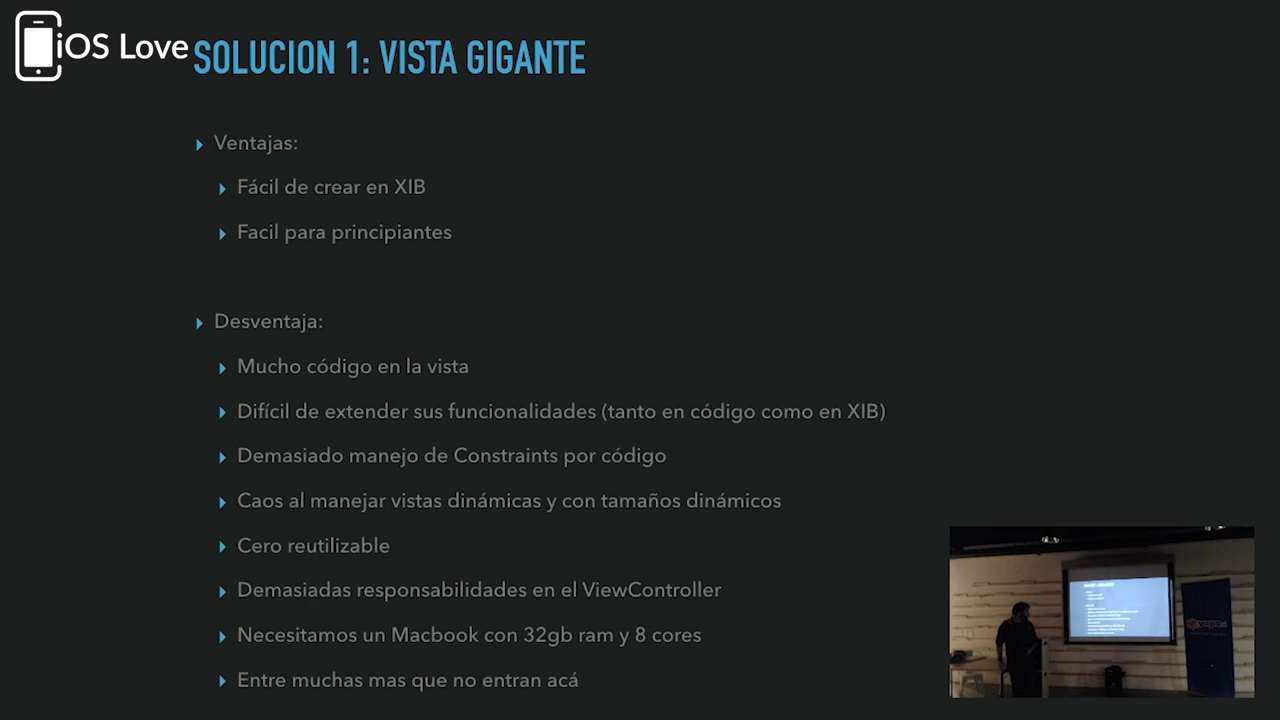 iOS Love
SOLUCION 1: VISTA GIGANTE
Ventajas:
Fácil de crear en XIB
Facil para principiantes
Desventaja:
Mucho código en la vista
Difícil de extender sus funcionalidades (tanto en código como en XIB)
Demasiado manejo de Constraints por código
Caos al manejar vistas dinámicas y con tamaños dinámicos
Cero reutilizable
Demasiadas responsabilidades en el ViewController
Necesitamos un Macbook con 32gb ram y 8 cores
Entre muchas mas que no entran acá